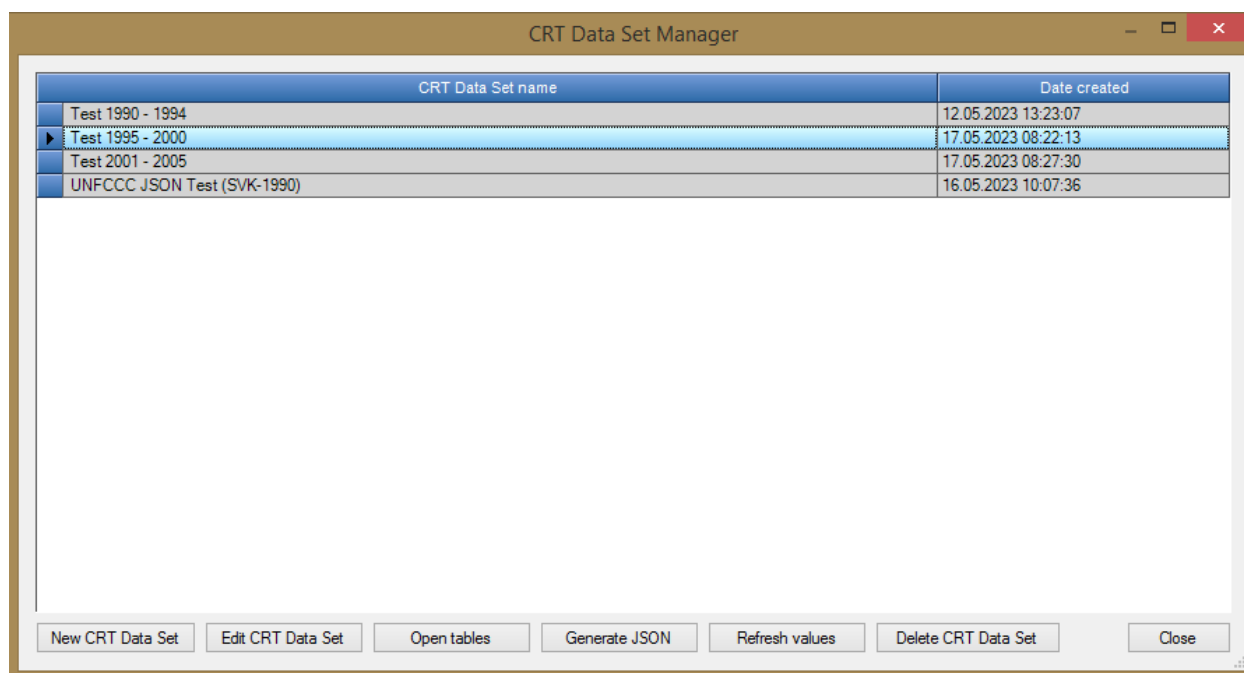 CRT Data Set Manager
CRT Data Set name Date created
Test 1990 - 1994 12.05.2023 13:23:07
Test 1995 - 2000 17.05.2023 08:22:13
Test 2001 - 2005 17.05.2023 08:27:30
UNFCCC JSON Test (SVK-1990) 16.05.2023 10:07:36
New CRT Data Set Edit CRT Data Set Open tables Generate JSON Refresh values Delete CRT Data Set Close